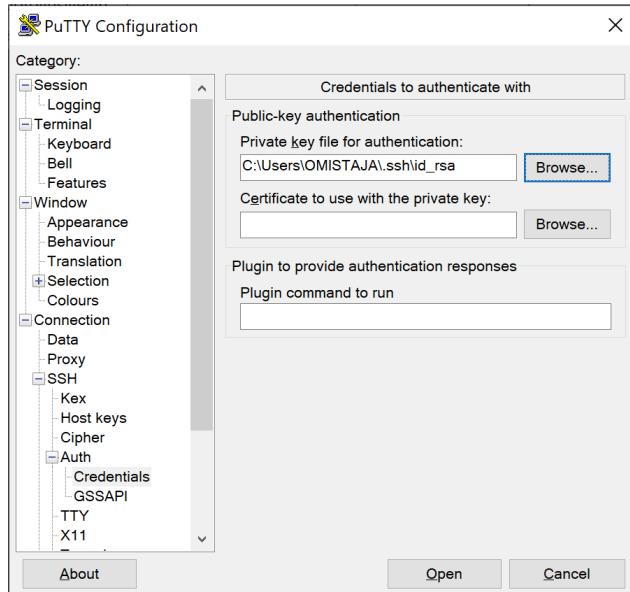 PuTTY Configuration
Category:
Session
Logging
Terminal
Keyboard
Bell
Features
Window
Appearance
Behaviour
Translation
Selection
Colours
Connection
Data
Proxy
SSH
Kex
Host keys
Cipher
Auth
Credentials
GSSAPI
TTY
X11
Credentials to authenticate with
Public-key authentication
Private key file for authentication:
C:\Users\OMISTAJA\.ssh\id_rsa
Browse...
Certificate to use with the private key:
Browse...
Plugin to provide authentication responses
Plugin command to run
About
Open
Cancel